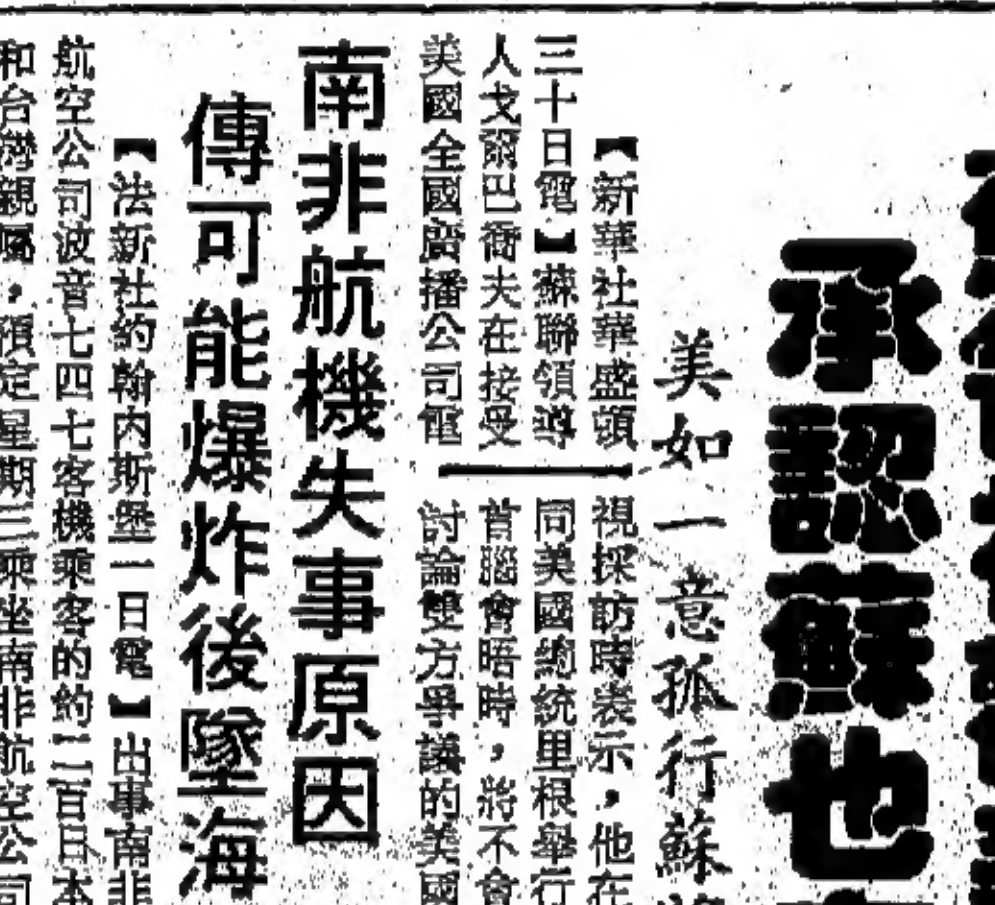 承認蘇也
美如一意孤行蘇
【新華社華盛頓
三十日電】蘇聯領導
人戈爾巴喬夫在接受
美國全國廣播公司電
視採訪時表示，他在
同美國總統里根舉行
首腦會晤時，將不會
討論雙方爭議的美國
南非航機失事原因
傳可能爆炸後墜海
【法新社約翰內斯堡一日電】出事南非
航空公司波音七四七客機乘客的約二百日本
和台灣親屬，預定星期三乘坐南非航空公司